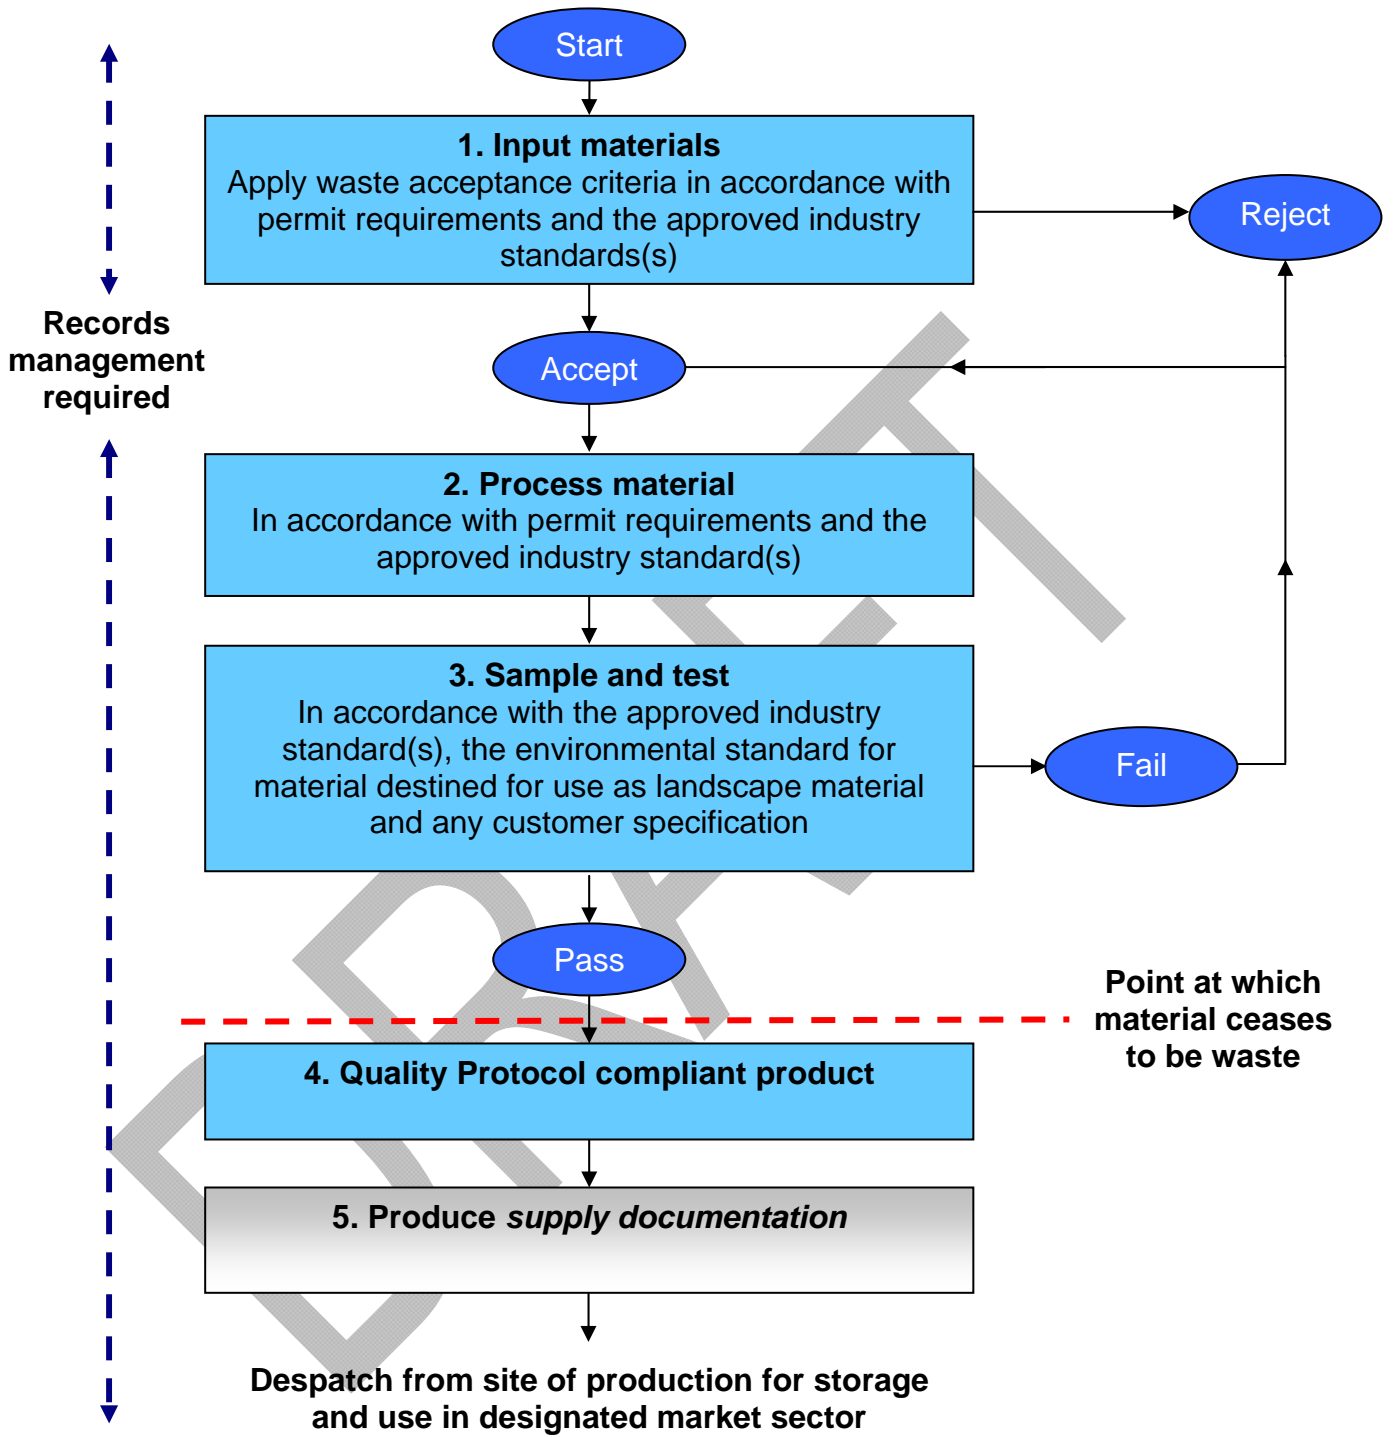 Start
1. Input materials
Apply waste acceptance criteria in accordance with
permit requirements and the approved industry
standards(s)
Reject
Records
management
required
Accept
2. Process material
In accordance with permit requirements and the
approved industry standard(s)
3. Sample and test
In accordance with the approved industry
standard(s), the environmental standard for
material destined for use as landscape material
and any customer specification
Fail
Pass
Point at which
material ceases
to be waste
4. Quality Protocol compliant product
5. Produce supply documentation
Despatch from site of production for storage
and use in designated market sector
DRAFT